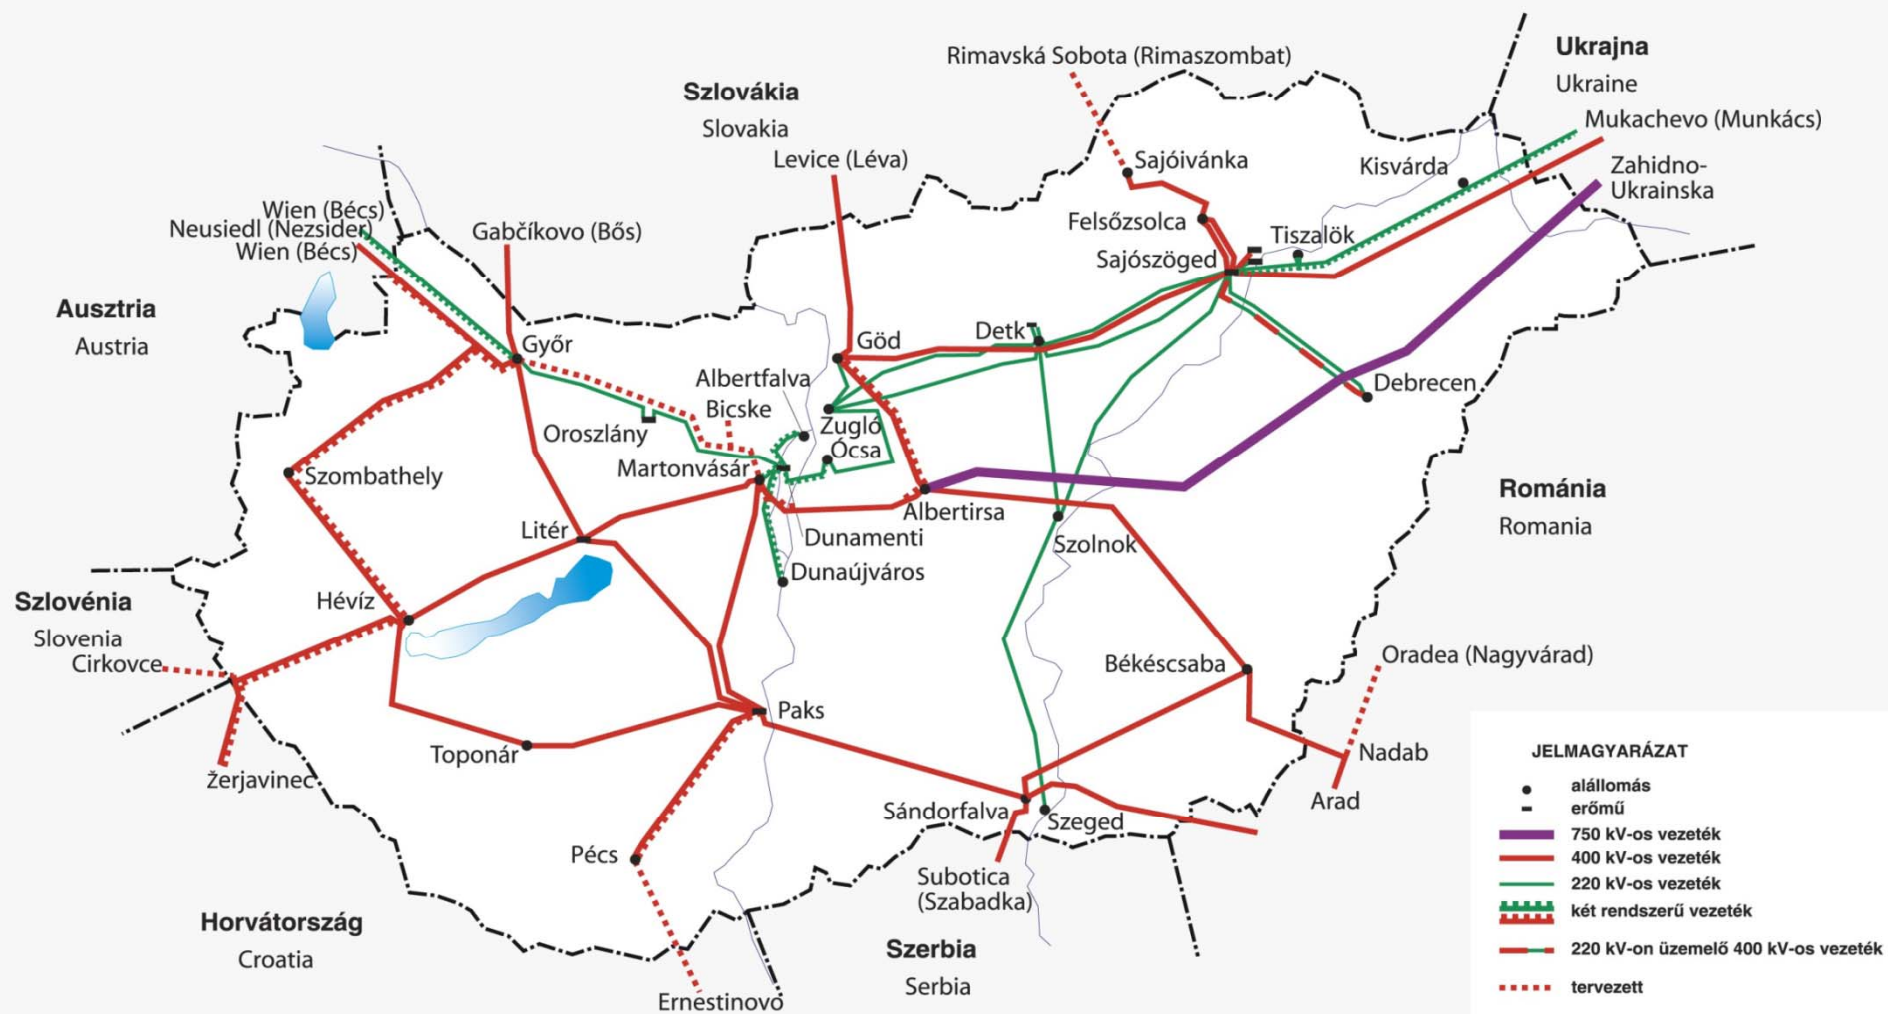 Rimavská Sobota (Rimaszombat)
Ukrajna
Ukraine
Szlovákia
Slovakia
Mukachevo (Munkács)
Levice (Léva)
Sajóivánka
Kisvárda
Zahidno-
Ukrainska
Wien (Bécs)
Neusiedl (Nezsider)
Wien (Bécs)
Gabčíkovo (Bős)
Felsőzsolca
Tiszalök
Sajószöged
Ausztria
Austria
Győr
Göd
Detk
Debrecen
Albertfalva
Bicske
Oroszlány
Zugló
Ócsa
Martonvásár
Szombathely
Albertirsa
Románia
Romania
Litér
Dunamenti
Szolnok
Dunaújváros
Szlovénia
Slovenia
Hévíz
Cirkovce
Békéscsaba
Oradea (Nagyvárad)
Paks
Toponár
Nadab
Žerjavinec
Arad
Sándorfalva
Szeged
Pécs
Subotica
(Szabadka)
Horvátország
Croatia
Szerbia
Serbia
Ernestinovo
JELMAGYARÁZAT
alállomás
erőmű
750 kV-os vezeték
400 kV-os vezeték
220 kV-os vezeték
két rendszerű vezeték
220 kV-on üzemelő 400 kV-os vezeték
tervezett